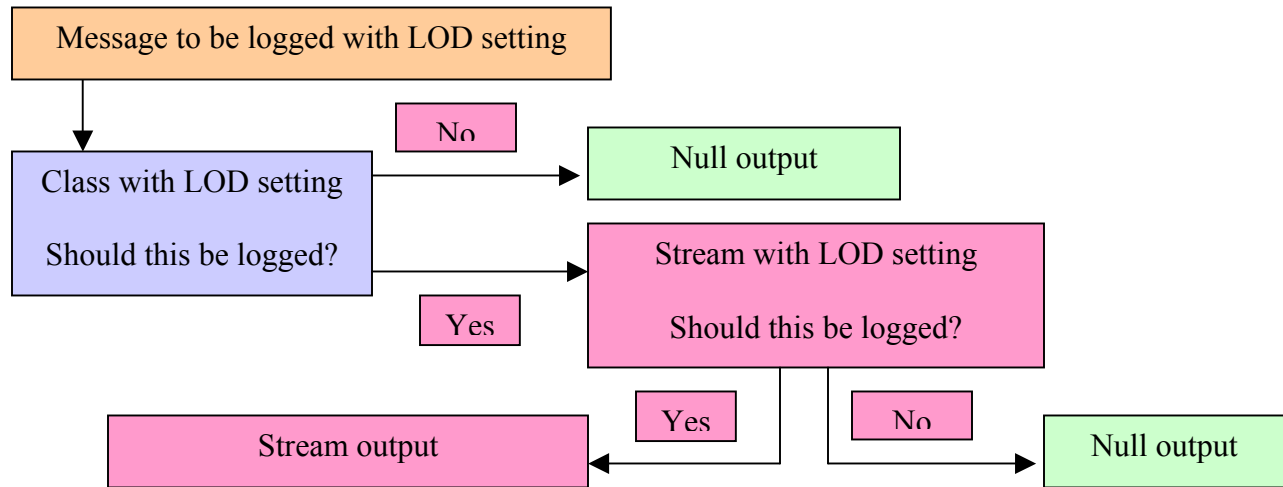 Message to be logged with LOD setting
No
Null output
Class with LOD setting
Should this be logged?
Stream with LOD setting
Should this be logged?
Yes
Yes
No
Stream output
Null output